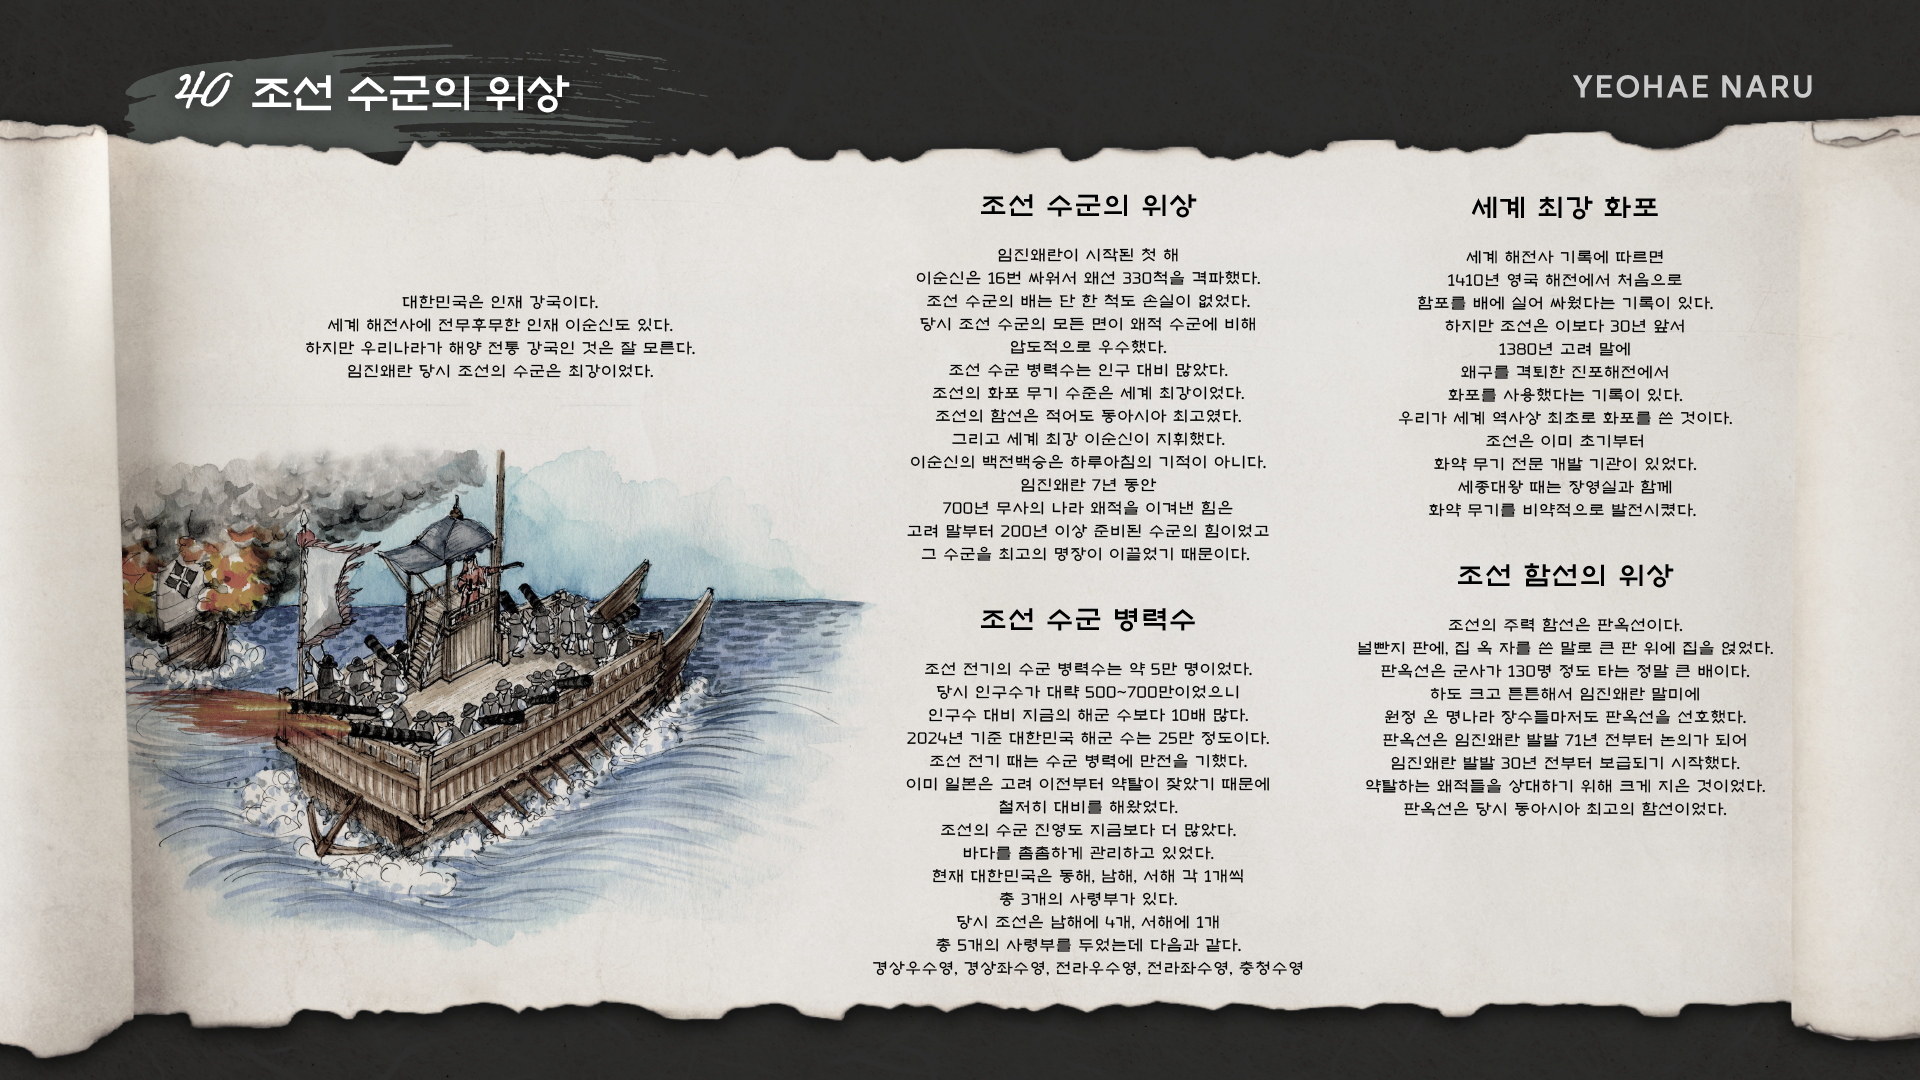 40 조선 수군의 위상
YEOHAE NARU
대한민국은 인재 강국이다.
세계 해전사에 전무후무한 인재 이순신도 있다.
하지만 우리나라가 해양 전통 강국인 것은 잘 모른다.
임진왜란 당시 조선의 수군은 최강이었다.
조선 수군의 위상
임진왜란이 시작된 첫 해
이순신은 16번 싸워서 왜선 330척을 격파했다.
조선 수군의 배는 단 한 척도 손실이 없었다.
당시 조선 수군의 모든 면이 왜적 수군에 비해
압도적으로 우수했다.
조선 수군 병력수는 인구 대비 많았다.
조선의 화포 무기 수준은 세계 최강이었다.
조선의 함선은 적어도 동아시아 최고였다.
그리고 세계 최강 이순신이 지휘했다.
이순신의 백전백승은 하루아침의 기적이 아니다.
임진왜란 7년 동안
700년 무사의 나라 왜적을 이겨낸 힘은
고려 말부터 200년 이상 준비된 수군의 힘이었고
그 수군을 최고의 명장이 이끌었기 때문이다.
조선 수군 병력수
조선 전기의 수군 병력수는 약 5만 명이었다.
당시 인구수가 대략 500~700만이었으니
인구수 대비 지금의 해군 수보다 10배 많다.
2024년 기준 대한민국 해군 수는 25만 정도이다.
조선 전기 때는 수군 병력에 만전을 기했다.
이미 일본은 고려 이전부터 약탈이 잦았기 때문에
철저히 대비를 해왔었다.
조선의 수군 진영도 지금보다 더 많았다.
바다를 촘촘하게 관리하고 있었다.
현재 대한민국은 동해, 남해, 서해 각 1개씩
총 3개의 사령부가 있다.
당시 조선은 남해에 4개, 서해에 1개
총 5개의 사령부를 두었는데 다음과 같다.
경상우수영, 경상좌수영, 전라우수영, 전라좌수영, 충청수영
세계 최강 화포
세계 해전사 기록에 따르면
1410년 영국 해전에서 처음으로
함포를 배에 실어 싸웠다는 기록이 있다.
하지만 조선은 이보다 30년 앞서
1380년 고려 말에
왜구를 격퇴한 진포해전에서
화포를 사용했다는 기록이 있다.
우리가 세계 역사상 최초로 화포를 쓴 것이다.
조선은 이미 초기부터
화약 무기 전문 개발 기관이 있었다.
세종대왕 때는 장영실과 함께
화약 무기를 비약적으로 발전시켰다.
조선 함선의 위상
조선의 주력 함선은 판옥선이다.
널빤지 판에, 집 옥 자를 쓴 말로 큰 판 위에 집을 얹었다.
판옥선은 군사가 130명 정도 타는 정말 큰 배이다.
하도 크고 튼튼해서 임진왜란 말미에
원정 온 명나라 장수들마저도 판옥선을 선호했다.
판옥선은 임진왜란 발발 71년 전부터 논의가 되어
임진왜란 발발 30년 전부터 보급되기 시작했다.
약탈하는 왜적들을 상대하기 위해 크게 지은 것이었다.
판옥선은 당시 동아시아 최고의 함선이었다.